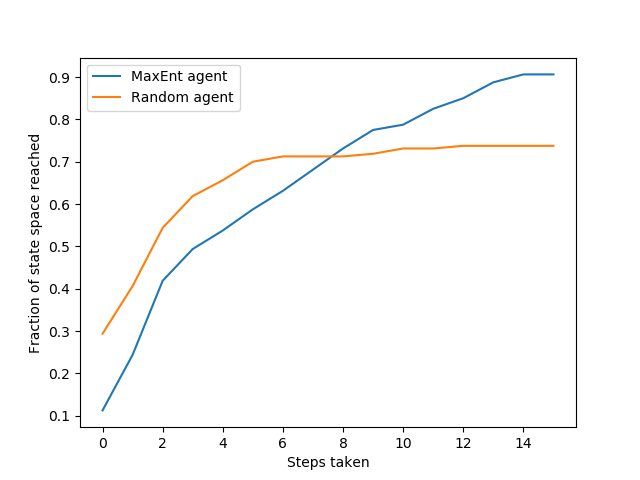 MaxEnt agent
Random agent
0.9
0.8
0.7
0.6
0.5
0.4
0.3
0.2
0.1
Fraction of state space reached
0 2 4 6 8 10 12 14
Steps taken